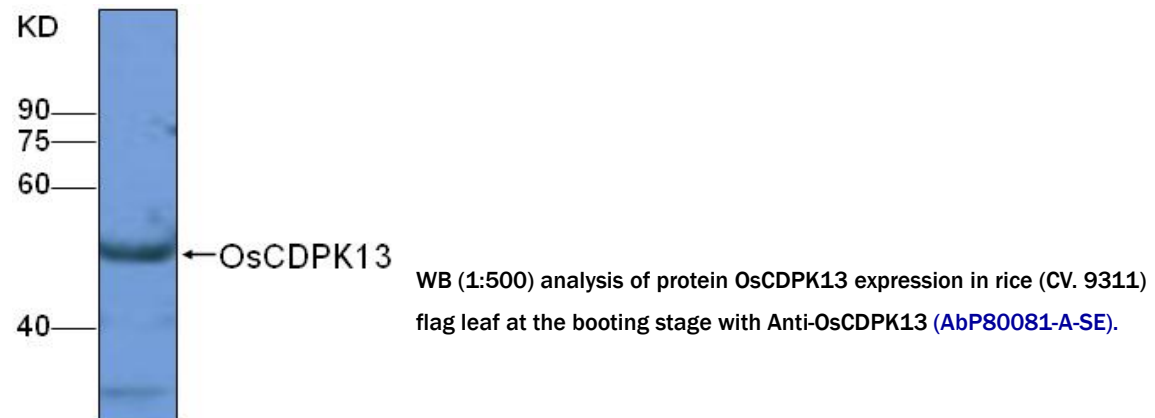 KD
90
75
60
←OsCDPK13
40
WB (1:500) analysis of protein OsCDPK13 expression in rice (CV. 9311)
flag leaf at the booting stage with Anti-OsCDPK13 (AbP80081-A-SE).